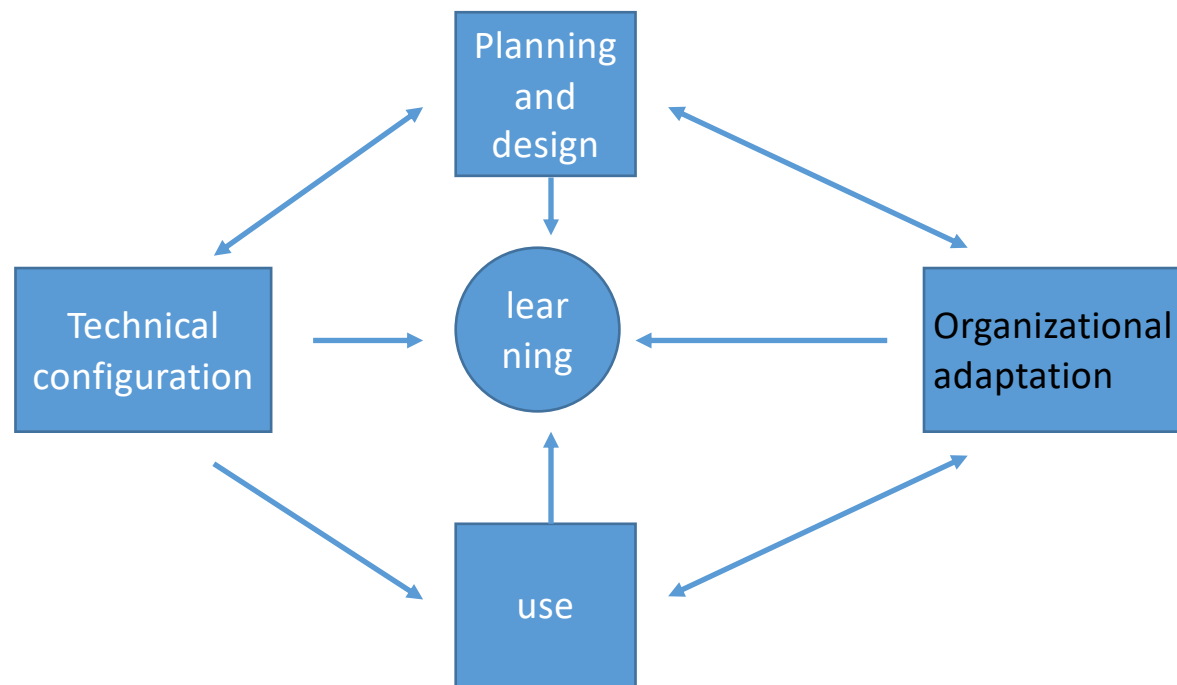 Planning
and
design
lear
ning
Technical
configuration
Organizational
adaptation
use